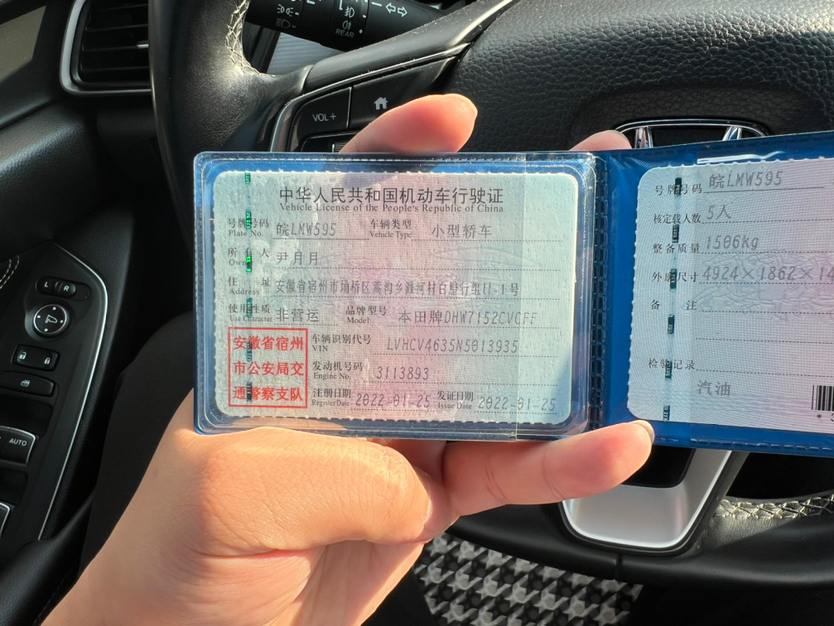 REAR
VOL+
中华人民共和国机动车行驶证
Vehicle License of the People's Republic of China
号牌号码 皖LMW595 车辆类型 小型轿车
Plate No. Vehicle Type
所有人 尹月月
Owner
住址 安徽省宿州市埇桥区蒿沟乡
Address
使用性质 非营运 品牌型号 本田牌DHW7152CVCFF
Use Character Model
安徽省宿州
市公安局交
通警察支队
车辆识别代号 LVHCV4635N5013935
VIN
发动机号码 3113893
Engine No.
注册日期 2022-01-25 发证日期 2022-01-25
Register Date Issue Date
号牌号码 皖LMW595
核定载人数 5人
整备质量 1506kg
外廓尺寸 4924×1862×14
备注
检验记录
汽油
L R
AUTO